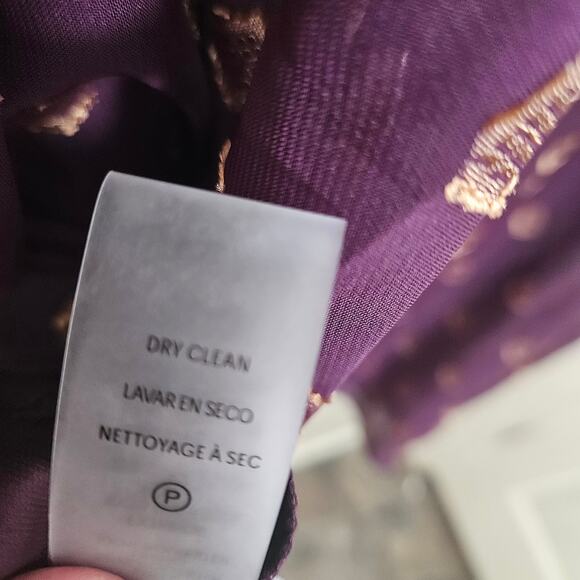 DRY CLEAN
LAVAR EN SECO
NETTOYAGE À SEC
P